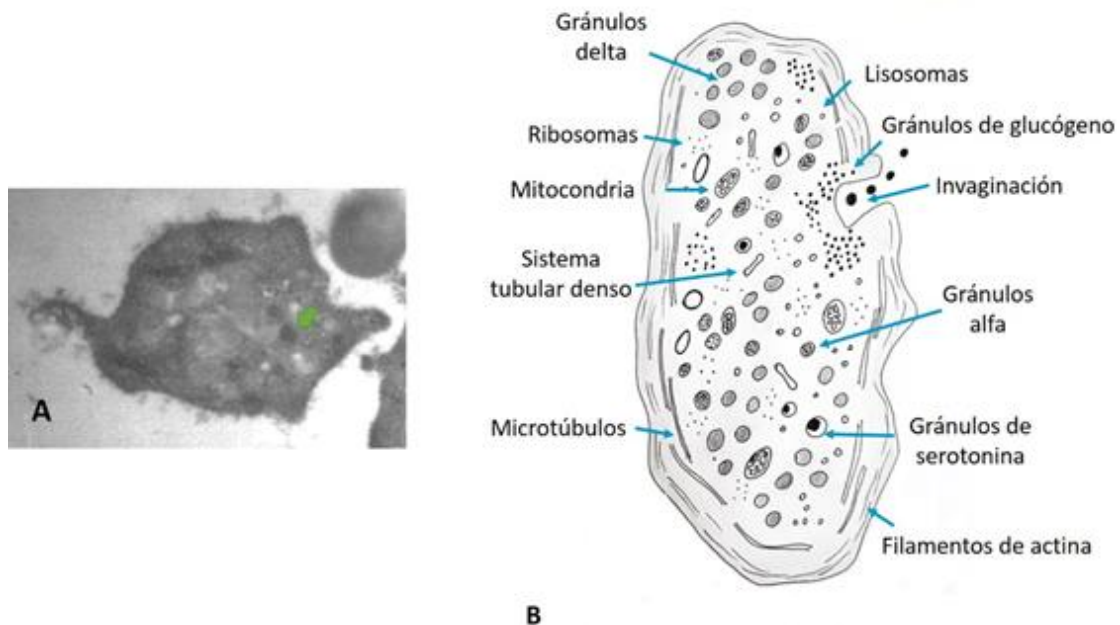 Gránulos
delta
Ribosomas
Mitocondria
Sistema
tubular denso
Microtúbulos
Lisosomas
Gránulos de glucógeno
Invaginación
Gránulos
alfa
Gránulos de
serotonina
Filamentos de actina
A
B